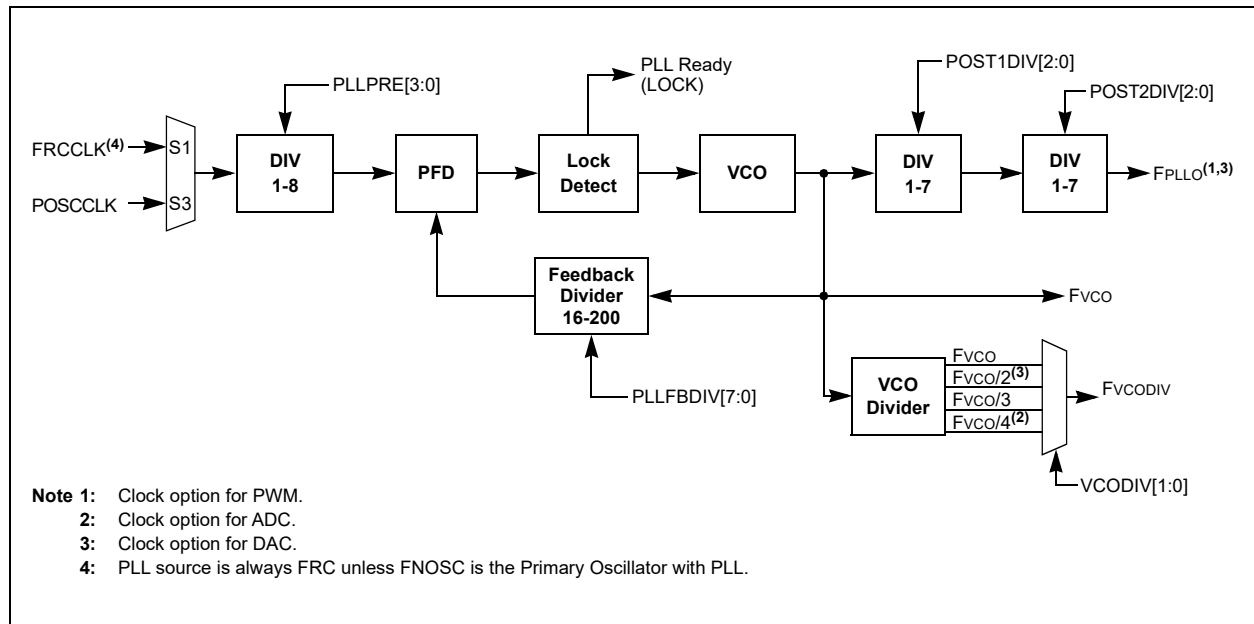 PLLPRE[3:0]
PLL Ready
(LOCK)
POST1DIV[2:0]
POST2DIV[2:0]
FRCCLK(4)
S1
POSCCLK
S3
DIV
1-8
PFD
Lock
Detect
VCO
DIV
1-7
DIV
1-7
FPLLO(1,3)
Feedback
Divider
16-200
FVCO
PLLFBDIV[7:0]
VCO
Divider
FVCO
FVCO/2(3)
FVCO/3
FVCO/4(2)
FVCODIV
VCODIV[1:0]
Note 1: Clock option for PWM.
2: Clock option for ADC.
3: Clock option for DAC.
4: PLL source is always FRC unless FNOSC is the Primary Oscillator with PLL.